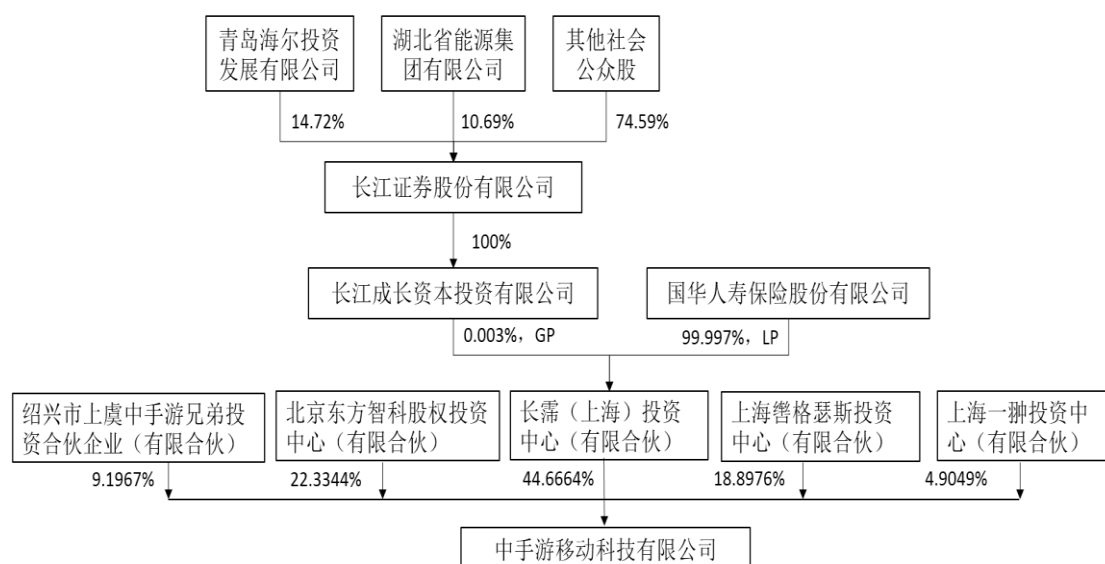 青岛海尔投资
发展有限公司
湖北省能源集
团有限公司
其他社会
公众股
14.72%
10.69%
74.59%
长江证券股份有限公司
100%
长江成长资本投资有限公司
国华人寿保险股份有限公司
0.003%，GP
99.997%，LP
绍兴市上虞中手游兄弟投
资合伙企业（有限合伙）
北京东方智科股权投资
中心（有限合伙）
长霈（上海）投资
中心（有限合伙）
上海辔格瑟斯投资
中心（有限合伙）
上海一翀投资中
心（有限合伙）
9.1967%
22.3344%
44.6664%
18.8976%
4.9049%
中手游移动科技有限公司